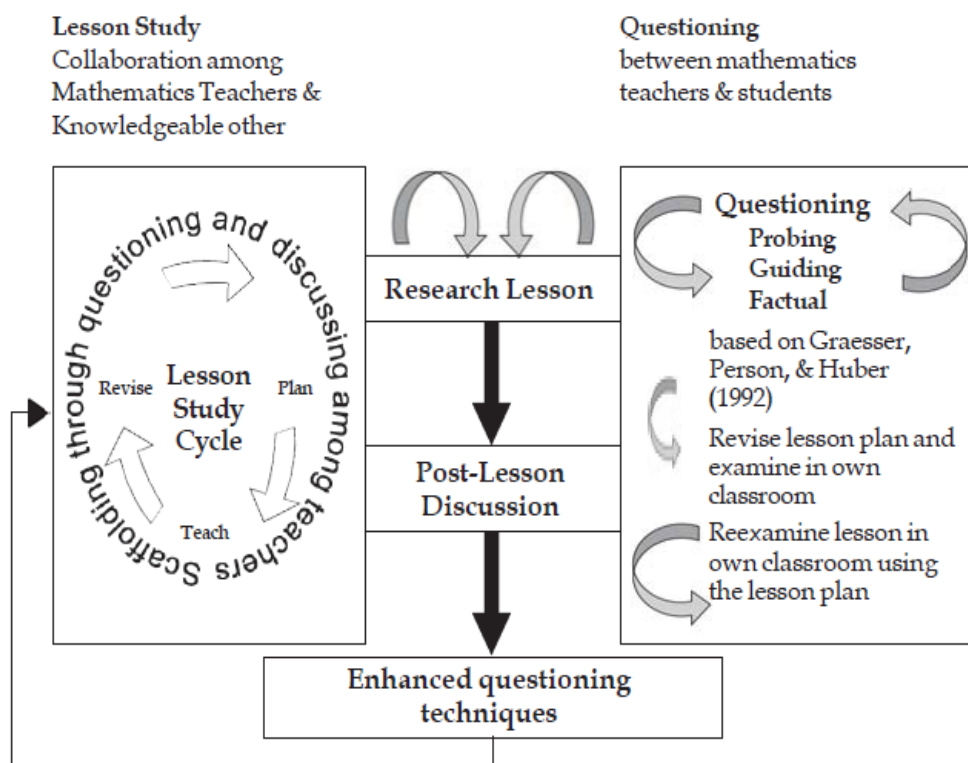 Lesson Study
Collaboration among
Mathematics Teachers &
Knowledgeable other
Questioning
between mathematics
teachers & students
Scaffolding through questioning and discussing among teachers
Revise
Lesson
Study
Cycle
Plan
Teach
Research Lesson
Post-Lesson
Discussion
Questioning
Probing
Guiding
Factual
based on Graesser,
Person, & Huber
(1992)
Revise lesson plan and
examine in own
classroom
Reexamine lesson in
own classroom using
the lesson plan
Enhanced questioning
techniques